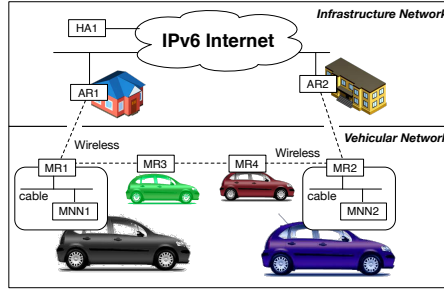 Infrastructure Network
HA1
IPv6 Internet
AR1
AR2
Vehicular Network
Wireless
Wireless
MR1
MR3
MR4
MR2
cable
MNN1
cable
MNN2